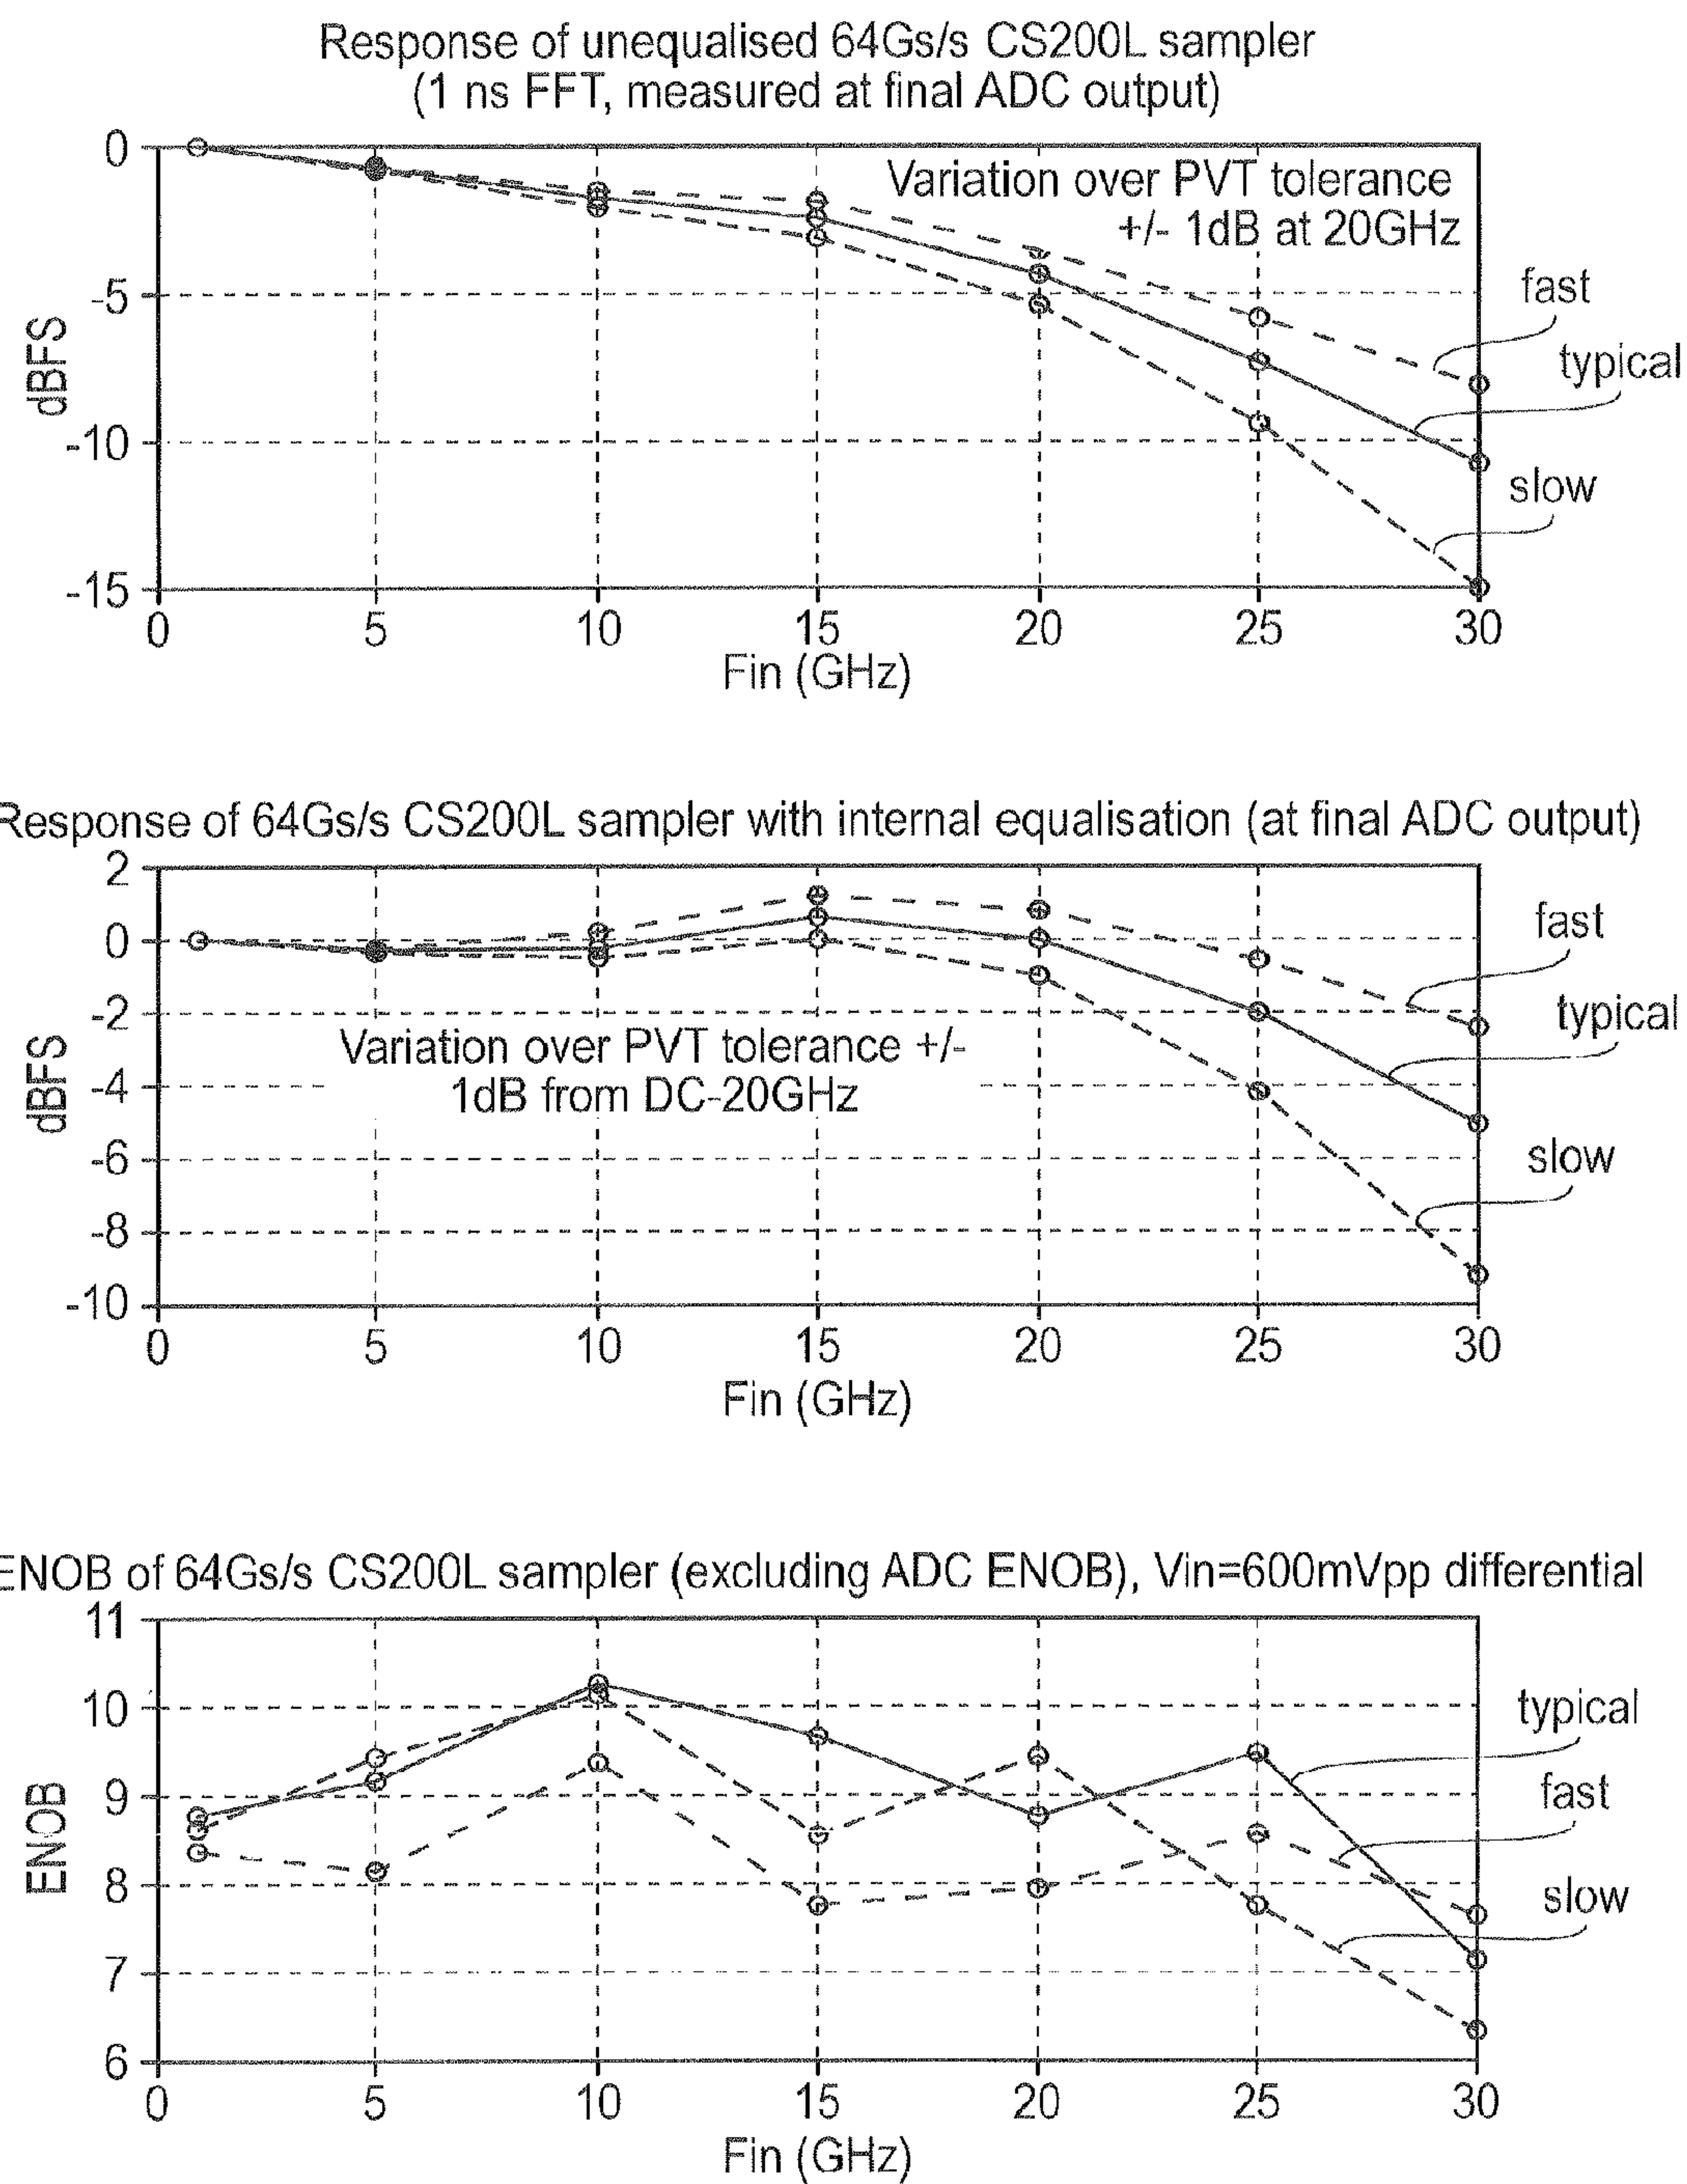 Response of unequalised 64Gs/s CS200L sampler
(1 ns FFT, measured at final ADC output)
0
-5
-10
-15
dBFS
Variation over PVT tolerance
+/- 1dB at 20GHz
fast
typical
slow
0 5 10 15 20 25 30
Fin (GHz)
Response of 64Gs/s CS200L sampler with internal equalisation (at final ADC output)
2
0
-2
-4
-6
-8
-10
dBFS
Variation over PVT tolerance +/-
1dB from DC-20GHz
fast
typical
slow
0 5 10 15 20 25 30
Fin (GHz)
ENOB of 64Gs/s CS200L sampler (excluding ADC ENOB), Vin=600mVpp differential
11
10
9
8
7
6
ENOB
typical
fast
slow
0 5 10 15 20 25 30
Fin (GHz)